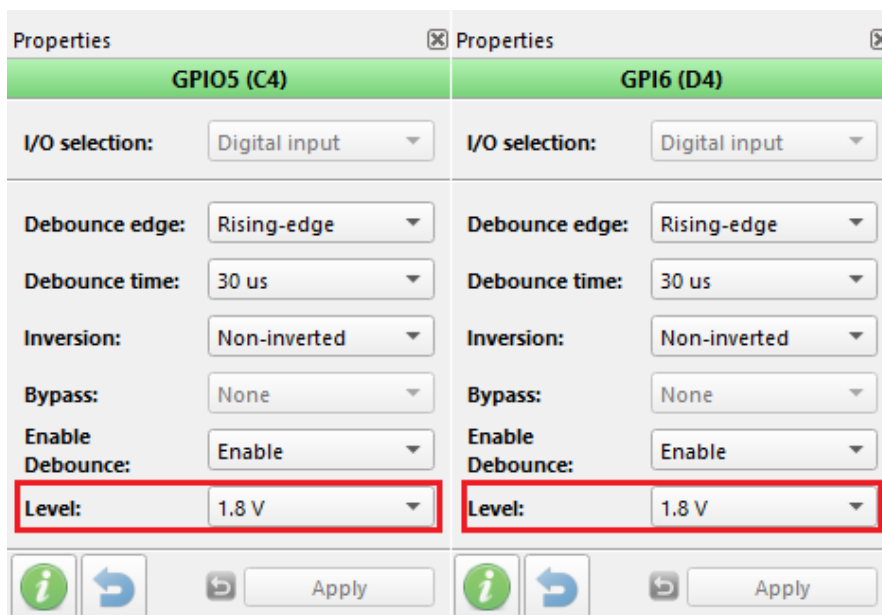 Properties
GPIO5 (C4)
I/O selection: Digital input
Debounce edge: Rising-edge
Debounce time: 30 us
Inversion: Non-inverted
Bypass: None
Enable
Debounce: Enable
Level: 1.8 V
Apply
Properties
GPI6 (D4)
I/O selection: Digital input
Debounce edge: Rising-edge
Debounce time: 30 us
Inversion: Non-inverted
Bypass: None
Enable
Debounce: Enable
Level: 1.8 V
Apply